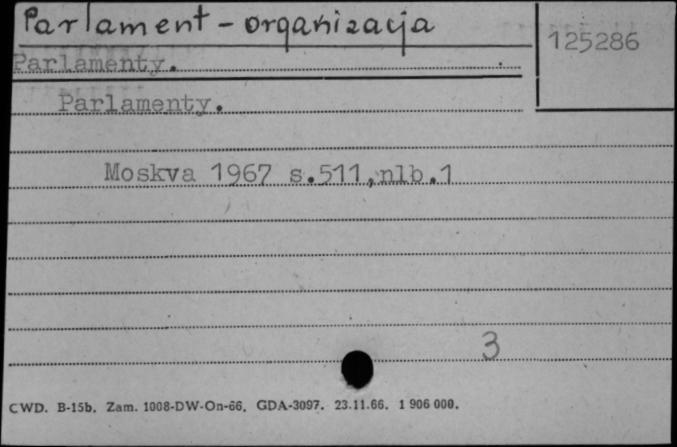 Parlament - organizacja
125286
Parlamenty.
Parlamenty.
Moskva 1967 s.511,nlb.1
3
CWD. B-15b. Zam. 1008-DW-On-66. GDA-3097. 23.11.66. 1 906 000.